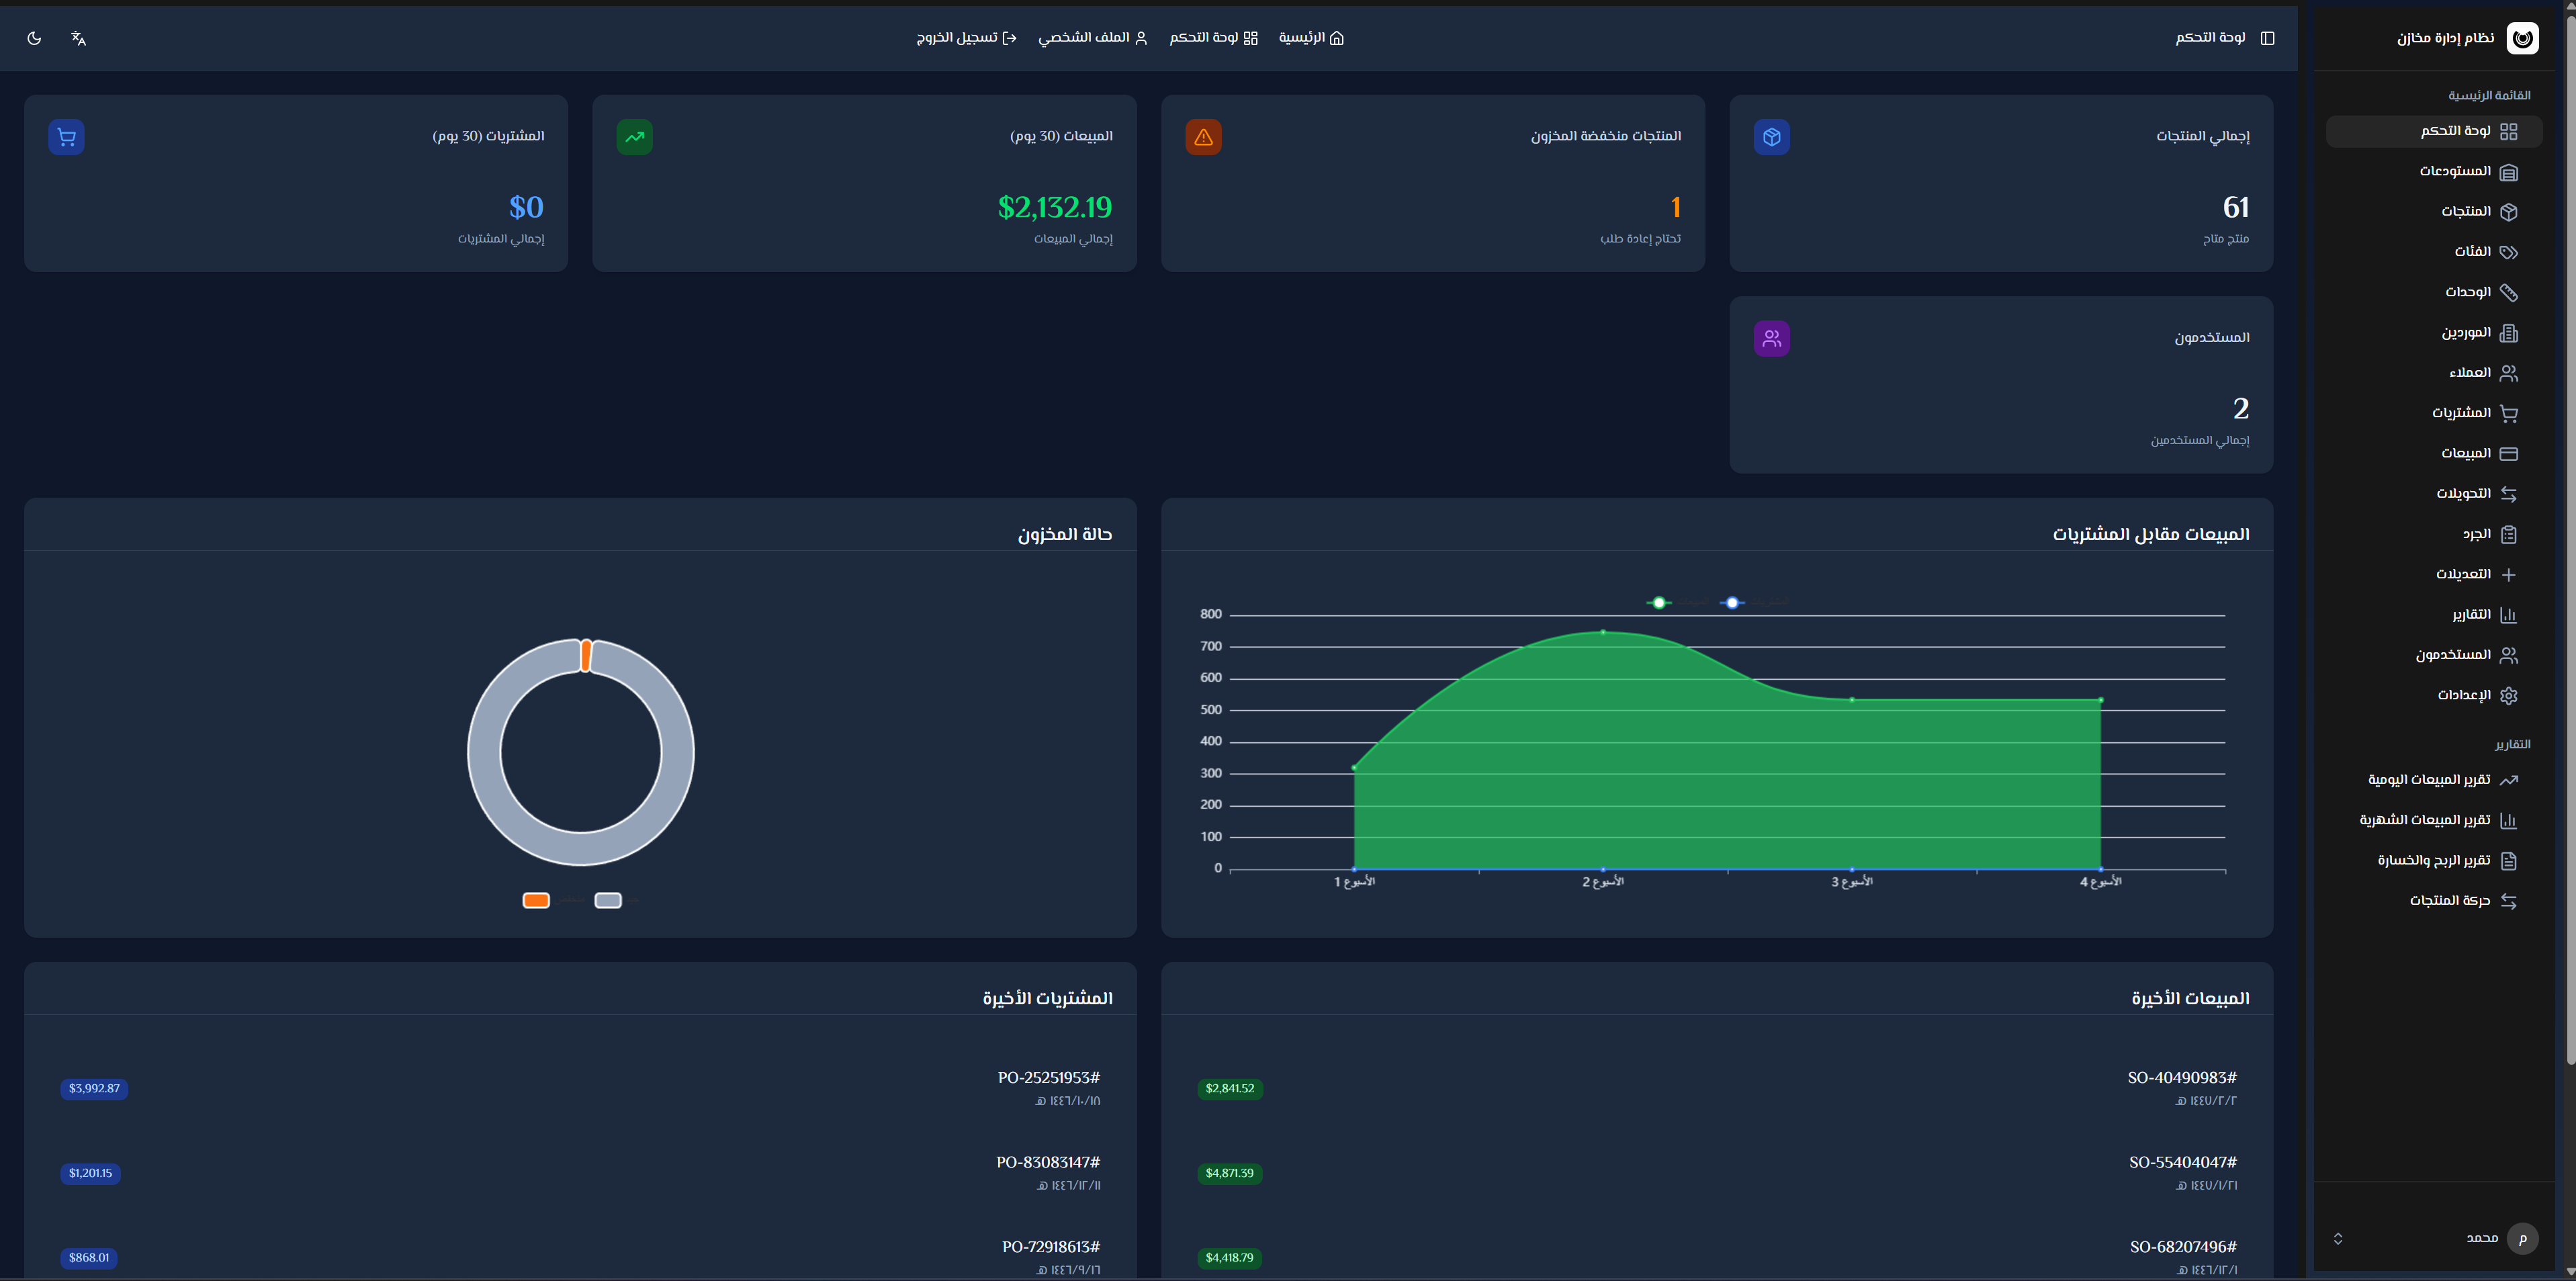 نظام إدارة مخازن
القائمة الرئيسية
لوحة التحكم
المستودعات
المنتجات
الفئات
الوحدات
الموردين
العملاء
المشتريات
المبيعات
التحويلات
الجرد
التعديلات
التقارير
المستخدمون
الإعدادات
التقارير
تقرير المبيعات اليومية
تقرير المبيعات الشهرية
تقرير الربح والخسارة
حركة المنتجات
محمد
م
لوحة التحكم
الرئيسية
لوحة التحكم
الملف الشخصي
تسجيل الخروج
إجمالي المنتجات
61
منتج متاح
المنتجات منخفضة المخزون
1
تحتاج إعادة طلب
المبيعات (30 يوم)
$2,132.19
إجمالي المبيعات
المشتريات (30 يوم)
$0
إجمالي المشتريات
المستخدمون
2
إجمالي المستخدمين
المبيعات مقابل المشتريات
800
700
600
500
400
300
200
100
0
الأسبوع 1
الأسبوع 2
الأسبوع 3
الأسبوع 4
حالة المخزون
المبيعات الأخيرة
SO-40490983#
$2,841.52
٢‏/٢‏/١٤٤٧ هـ
SO-55404047#
$4,871.39
٢١‏/١‏/١٤٤٧ هـ
SO-68207496#
$4,418.79
١‏/١٢‏/١٤٤٦ هـ
المشتريات الأخيرة
PO-25251953#
$3,992.87
١٨‏/١٠‏/١٤٤٦ هـ
PO-83083147#
$1,201.15
١١‏/١٢‏/١٤٤٦ هـ
PO-72918613#
$868.01
١٦‏/٩‏/١٤٤٦ هـ